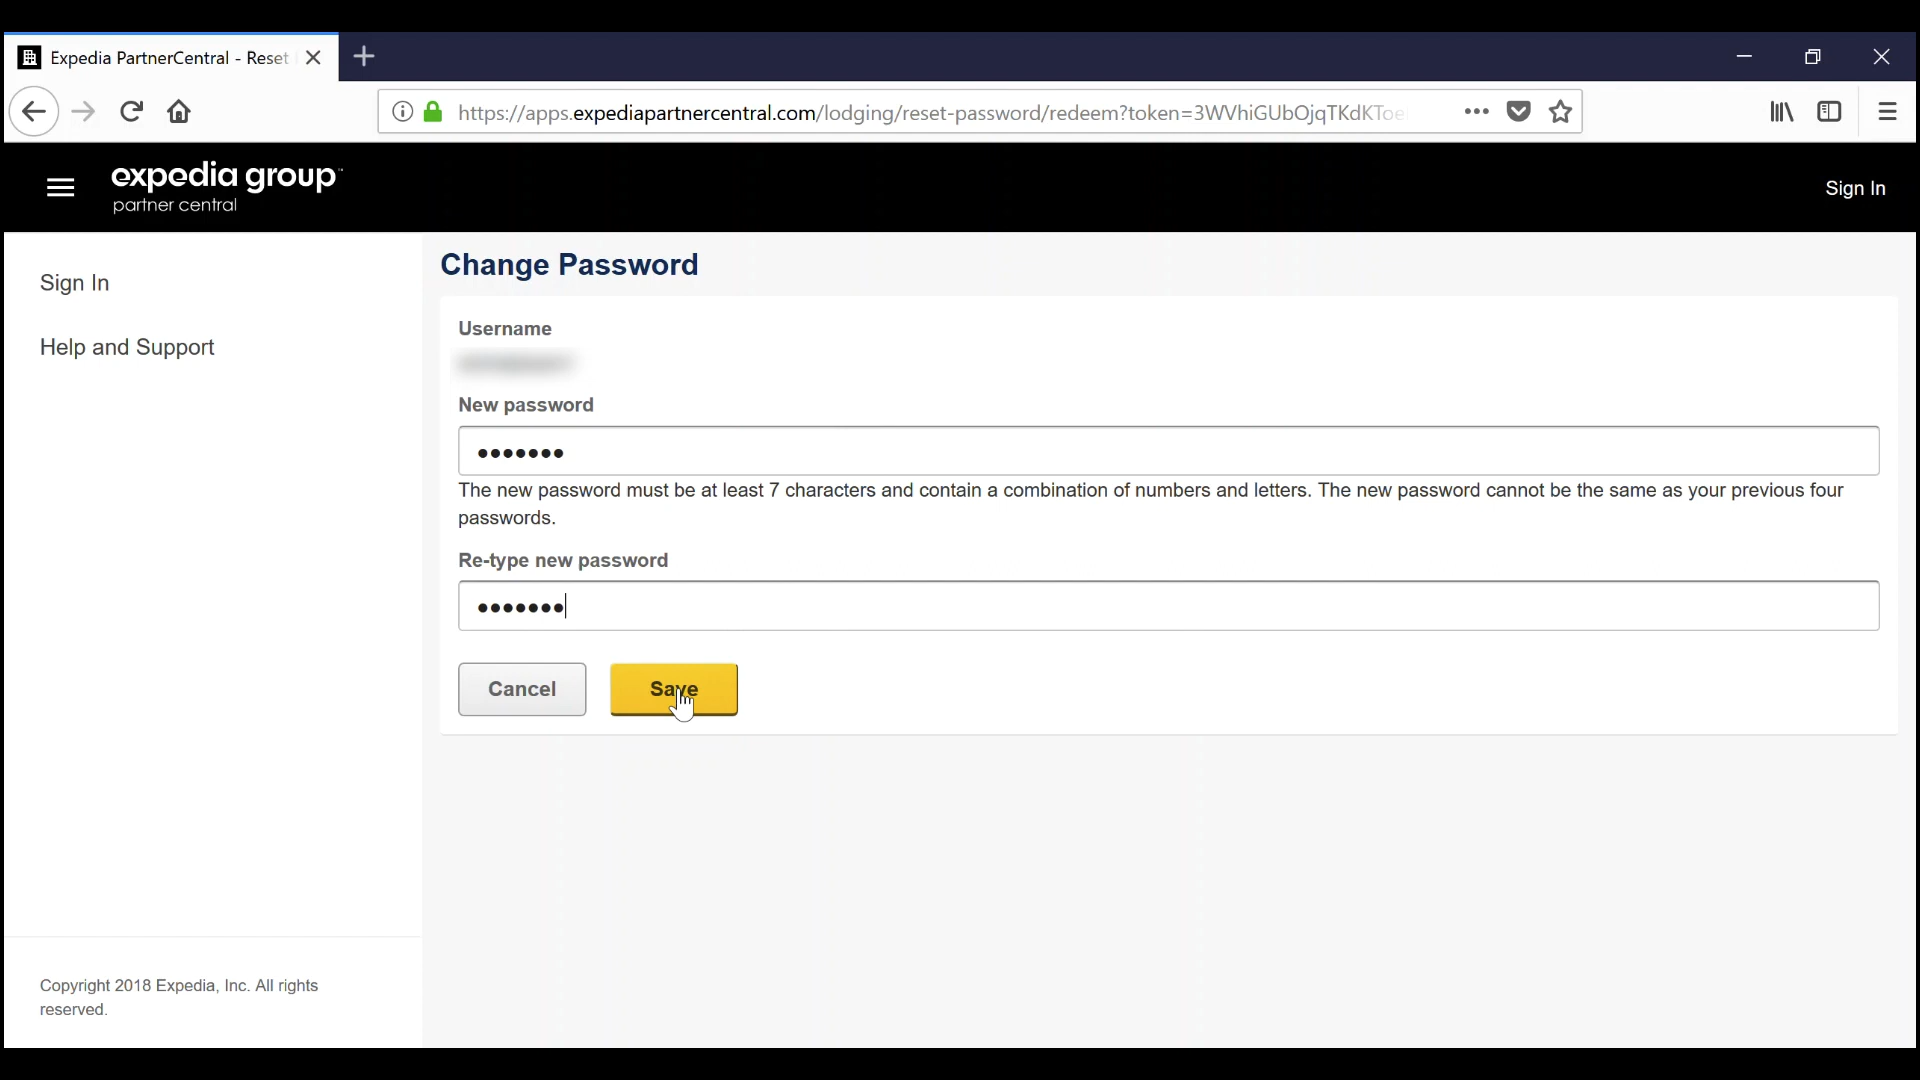 Expedia PartnerCentral - Reset
https://apps.expediapartnercentral.com/lodging/reset-password/redeem?token=3WVhiGUbOjqTKdKToe
expedia group™
partner central
Sign In
Sign In
Help and Support
Change Password
Username
New password
•••••••
The new password must be at least 7 characters and contain a combination of numbers and letters. The new password cannot be the same as your previous four
passwords.
Re-type new password
•••••••
Cancel
Save
Copyright 2018 Expedia, Inc. All rights
reserved.